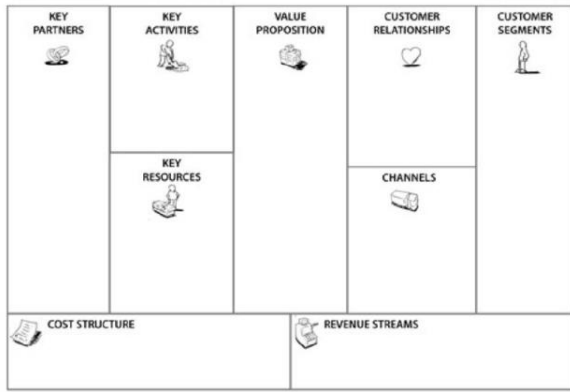 KEY
PARTNERS
KEY
ACTIVITIES
VALUE
PROPOSITION
CUSTOMER
RELATIONSHIPS
CUSTOMER
SEGMENTS
KEY
RESOURCES
CHANNELS
COST STRUCTURE
REVENUE STREAMS